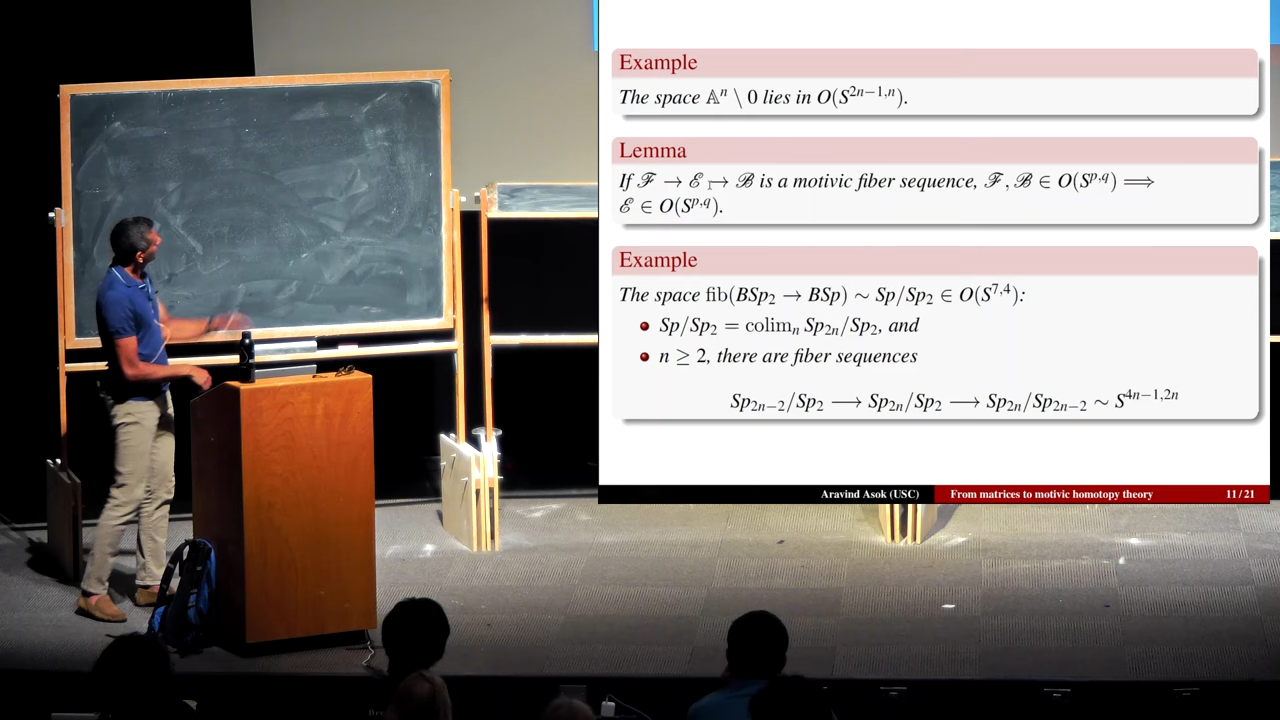 Example
The space 𝔸ⁿ \ 0 lies in O(S²ⁿ⁻¹,ⁿ).
Lemma
If ℱ → ℰ → ℬ is a motivic fiber sequence, ℱ, ℬ ∈ O(S^{p,q}) ⟹
ℰ ∈ O(S^{p,q}).
Example
The space fib(BSp₂ → BSp) ∼ Sp/Sp₂ ∈ O(S^{7,4}):
• Sp/Sp₂ = colimₙ Sp₂ₙ/Sp₂, and
• n ≥ 2, there are fiber sequences
Sp₂ₙ₋₂/Sp₂ ⟶ Sp₂ₙ/Sp₂ ⟶ Sp₂ₙ/Sp₂ₙ₋₂ ∼ S^{4n−1,2n}
Aravind Asok (USC) From matrices to motivic homotopy theory 11 / 21